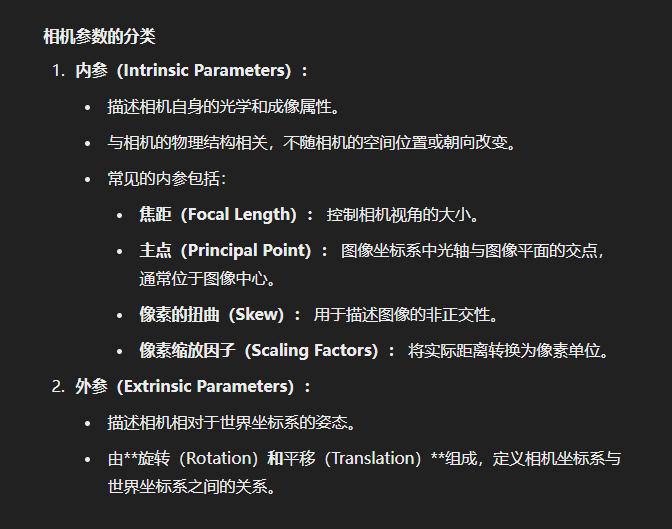 相机参数的分类
1. 内参（Intrinsic Parameters）：
• 描述相机自身的光学和成像属性。
• 与相机的物理结构相关，不随相机的空间位置或朝向改变。
• 常见的内参包括：
• 焦距（Focal Length）： 控制相机视角的大小。
• 主点（Principal Point）： 图像坐标系中光轴与图像平面的交点，
通常位于图像中心。
• 像素的扭曲（Skew）： 用于描述图像的非正交性。
• 像素缩放因子（Scaling Factors）： 将实际距离转换为像素单位。
2. 外参（Extrinsic Parameters）：
• 描述相机相对于世界坐标系的姿态。
• 由**旋转（Rotation）和平移（Translation）**组成，定义相机坐标系与
世界坐标系之间的关系。